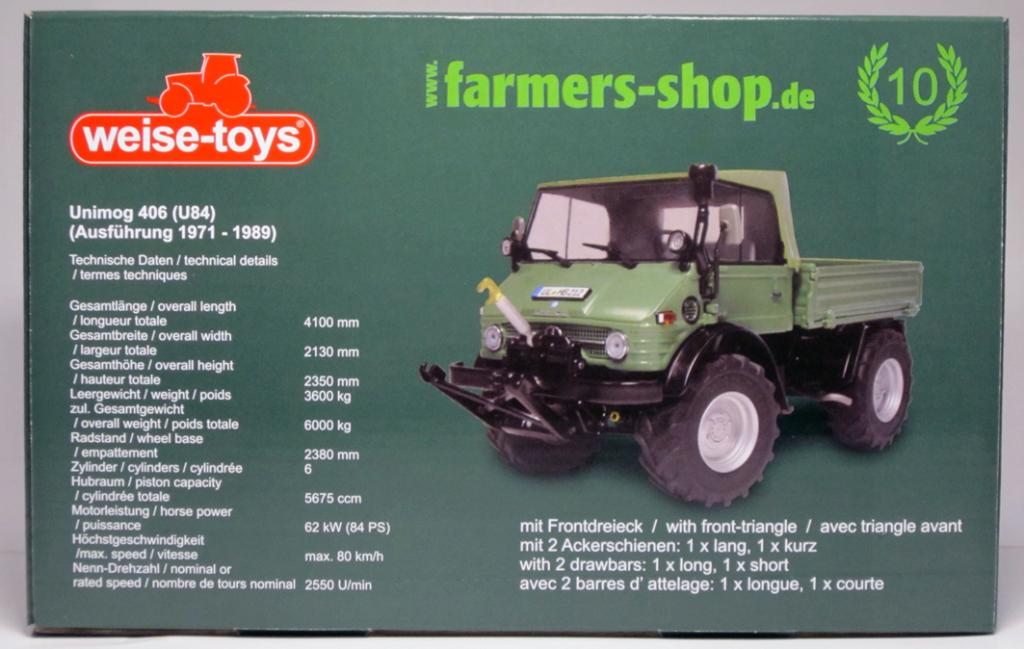 weise-toys®
www.farmers-shop.de
10
Unimog 406 (U84)
(Ausführung 1971 - 1989)
Technische Daten / technical details
/ termes techniques
Gesamtlänge / overall length
/ longueur totale 4100 mm
Gesamtbreite / overall width
/ largeur totale 2130 mm
Gesamthöhe / overall height
/ hauteur totale 2350 mm
Leergewicht / weight / poids 3600 kg
zul. Gesamtgewicht
/ overall weight / poids totale 6000 kg
Radstand / wheel base
/ empattement 2380 mm
Zylinder / cylinders / cylindrée 6
Hubraum / piston capacity
/ cylindrée totale 5675 ccm
Motorleistung / horse power
/ puissance 62 kW (84 PS)
Höchstgeschwindigkeit
/max. speed / vitesse max. 80 km/h
Nenn-Drehzahl / nominal or
rated speed / nombre de tours nominal 2550 U/min
mit Frontdreieck / with front-triangle / avec triangle avant
mit 2 Ackerschienen: 1 x lang, 1 x kurz
with 2 drawbars: 1 x long, 1 x short
avec 2 barres d' attelage: 1 x longue, 1 x courte